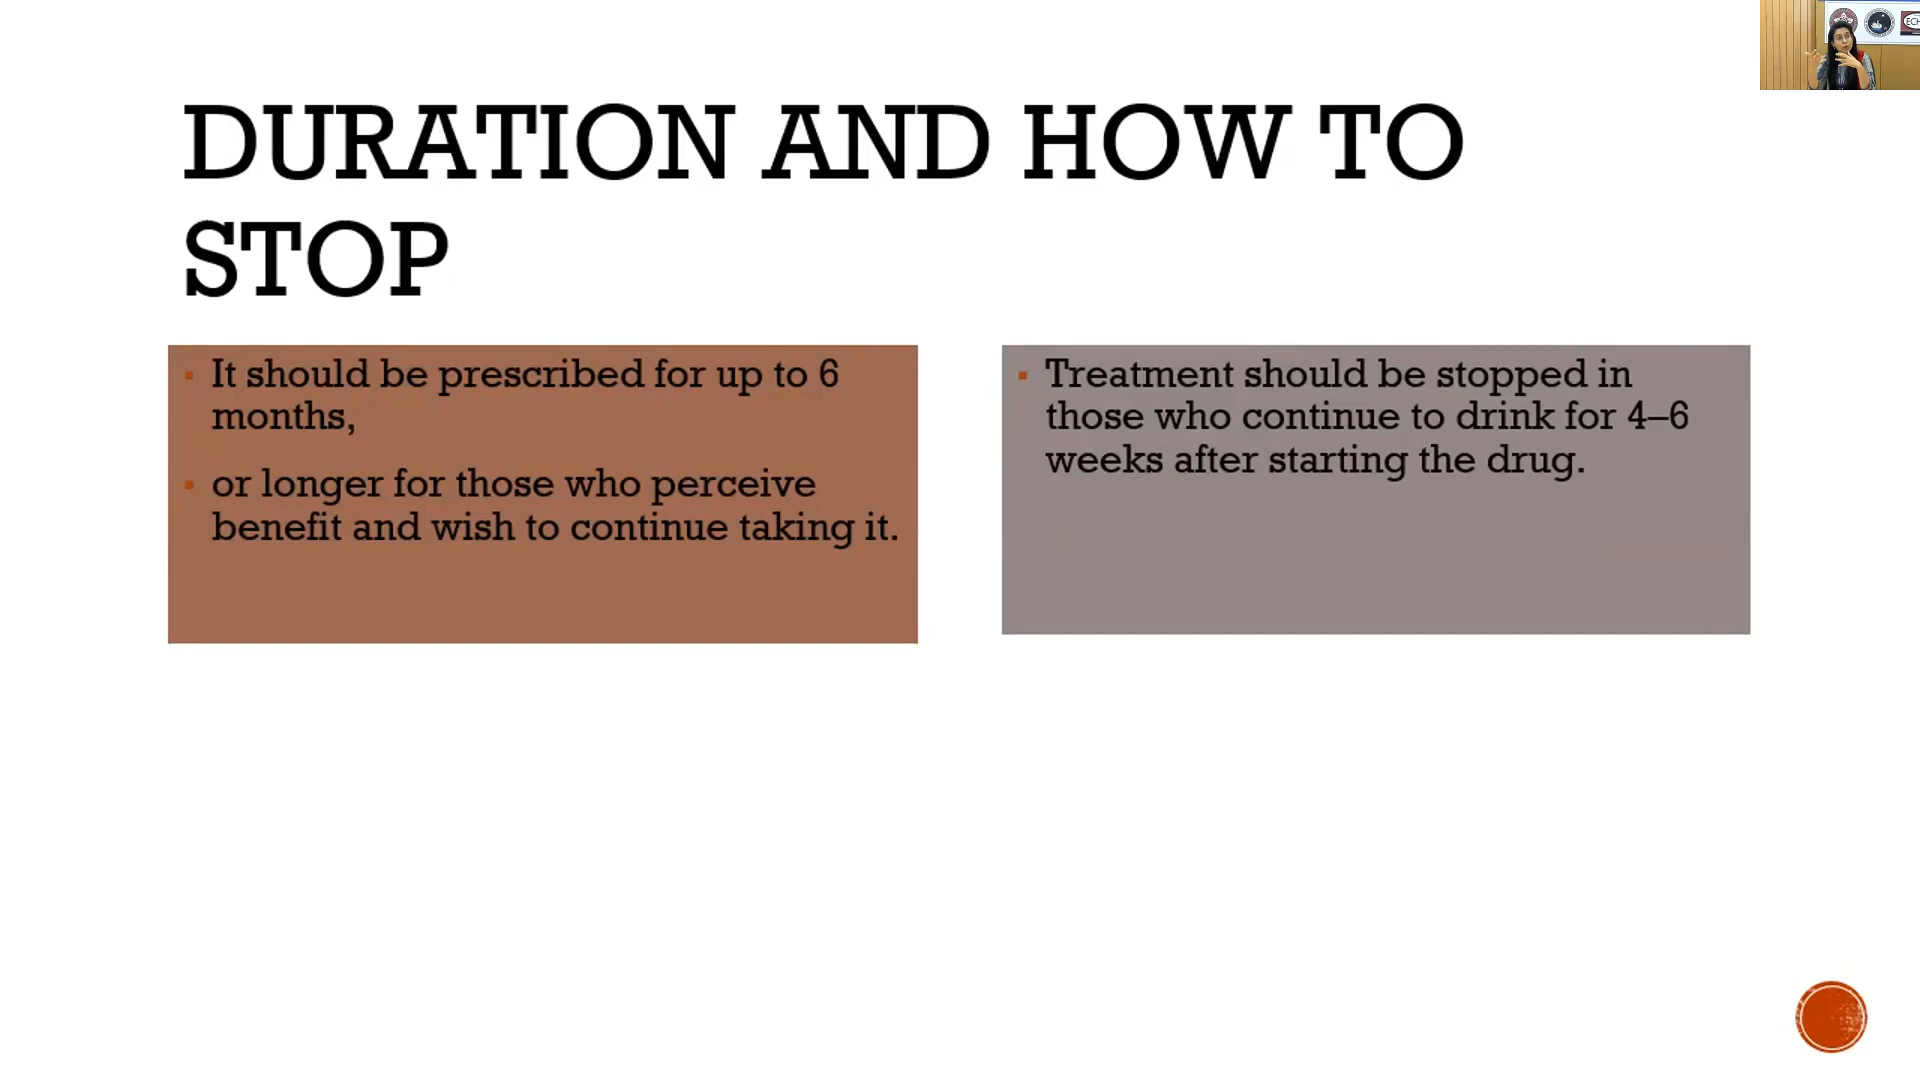 DURATION AND HOW TO
STOP
It should be prescribed for up to 6
months,
or longer for those who perceive
benefit and wish to continue taking it.
Treatment should be stopped in
those who continue to drink for 4–6
weeks after starting the drug.
ECH